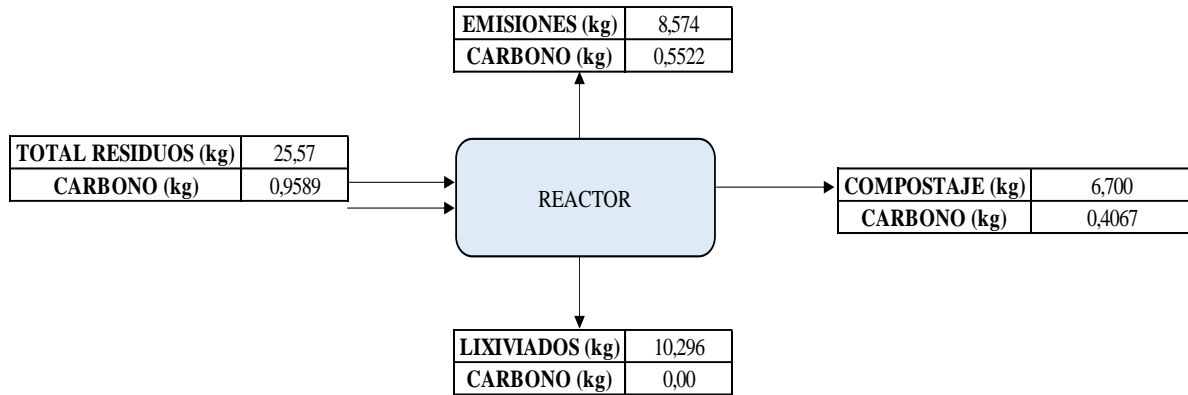 EMISIONES (kg) 8,574
CARBONO (kg) 0,5522
TOTAL RESIDUOS (kg) 25,57
CARBONO (kg) 0,9589
REACTOR
COMPOSTAJE (kg) 6,700
CARBONO (kg) 0,4067
LIXIVIADOS (kg) 10,296
CARBONO (kg) 0,00